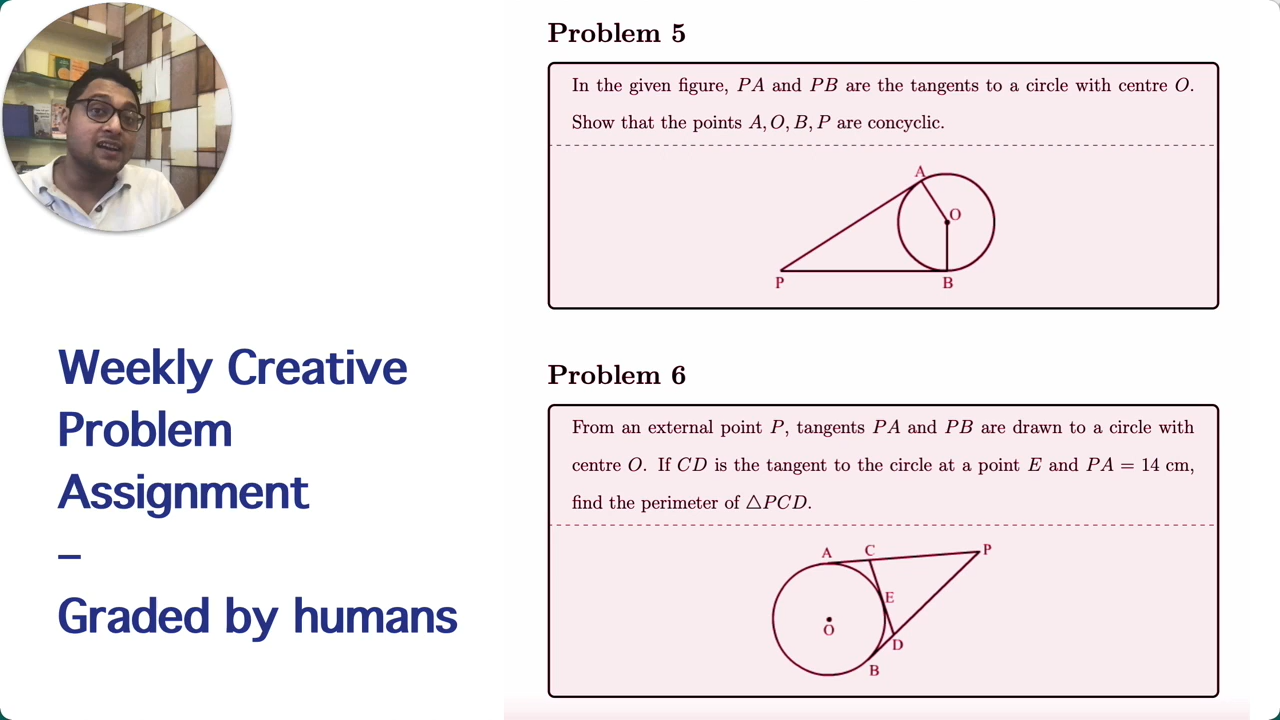 Weekly Creative
Problem
Assignment
–
Graded by humans
Problem 5
In the given figure, PA and PB are the tangents to a circle with centre O.
Show that the points A, O, B, P are concyclic.
A
O
P
B
Problem 6
From an external point P, tangents PA and PB are drawn to a circle with
centre O. If CD is the tangent to the circle at a point E and PA = 14 cm,
find the perimeter of △PCD.
A
C
P
E
O
D
B